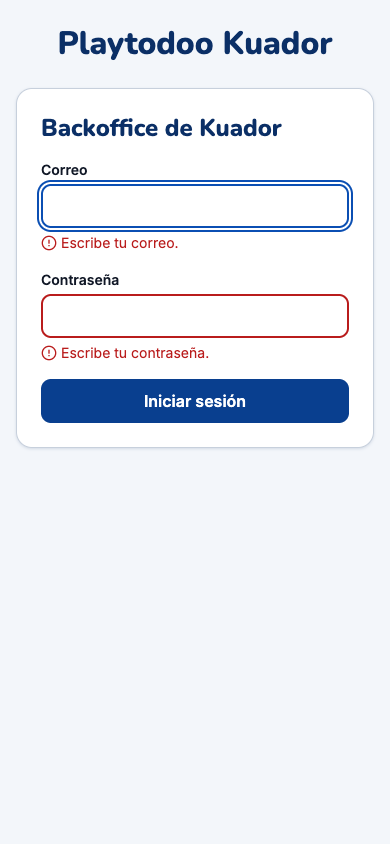 Playtodoo Kuador
Backoffice de Kuador
Correo
Escribe tu correo.
Contraseña
Escribe tu contraseña.
Iniciar sesión